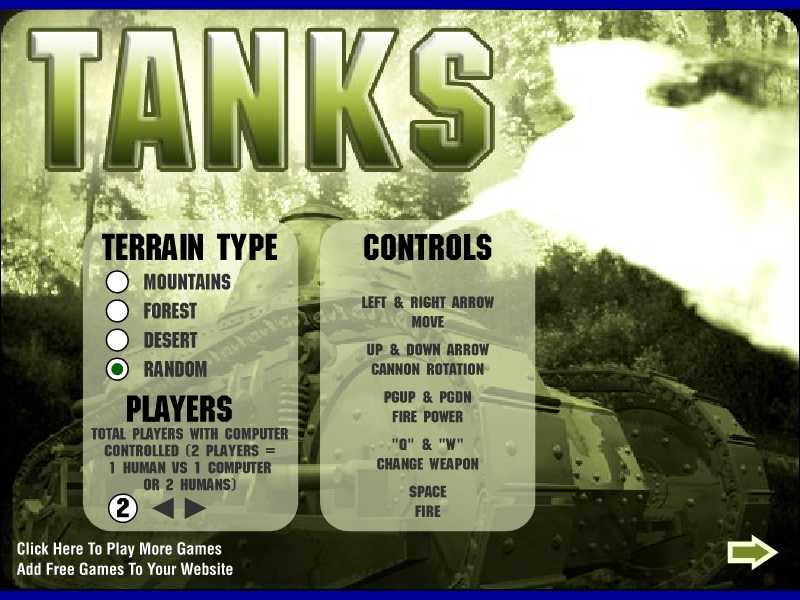 TANKS
TERRAIN TYPE
MOUNTAINS
FOREST
DESERT
RANDOM
PLAYERS
TOTAL PLAYERS WITH COMPUTER
CONTROLLED (2 PLAYERS =
1 HUMAN VS 1 COMPUTER
OR 2 HUMANS)
2
CONTROLS
LEFT & RIGHT ARROW
MOVE
UP & DOWN ARROW
CANNON ROTATION
PGUP & PGDN
FIRE POWER
"Q" & "W"
CHANGE WEAPON
SPACE
FIRE
Click Here To Play More Games
Add Free Games To Your Website